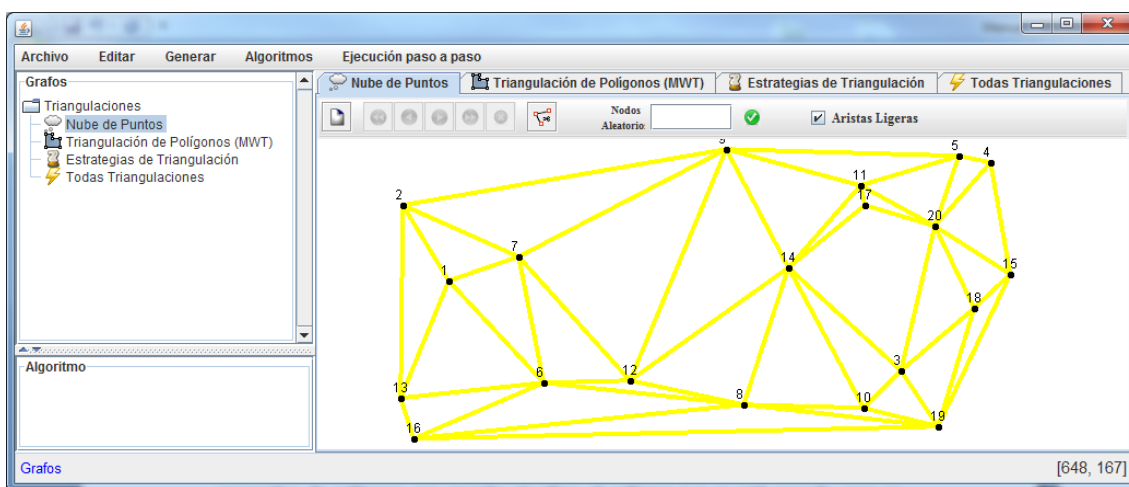 Archivo Editar Generar Algoritmos Ejecución paso a paso
Grafos
Triangulaciones
Nube de Puntos
Triangulación de Polígonos (MWT)
Estrategias de Triangulación
Todas Triangulaciones
Algoritmo
Nube de Puntos Triangulación de Polígonos (MWT) Estrategias de Triangulación Todas Triangulaciones
Nodos
Aleatorio:
Aristas Ligeras
5 4
11
2
17
20
7
14
1
15
18
3
12
6
13
8
10
19
16
Grafos [648, 167]